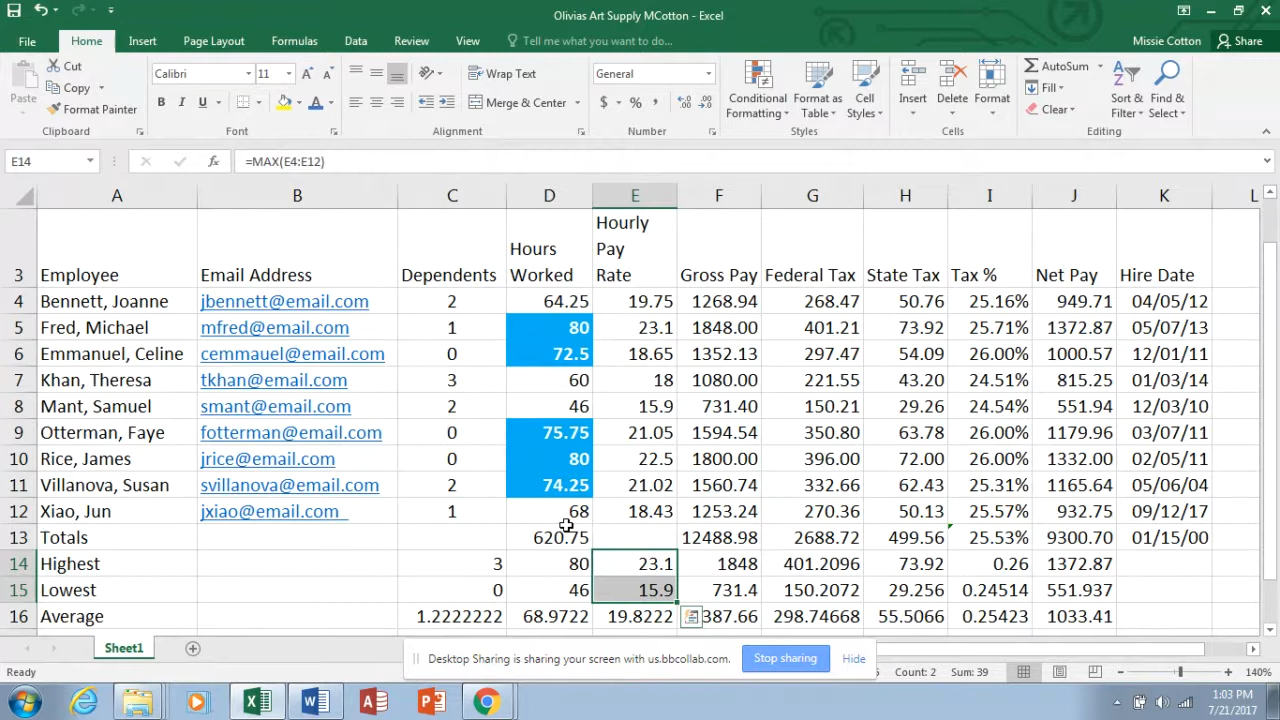 Olivias Art Supply MCotton - Excel
File Home Insert Page Layout Formulas Data Review View Tell me what you want to do... Missie Cotton Share
Paste Cut Calibri 11 Wrap Text General Conditional Formatting Format as Table Cell Styles Insert Delete Format AutoSum Sort & Filter Find & Select
Copy Merge & Center $ % Fill
Format Painter Clear
Clipboard Font Alignment Number Styles Cells Editing
E14 fx =MAX(E4:E12)
A B C D E F G H I J K L
3 Employee Email Address Dependents Hours Worked Hourly Pay Rate Gross Pay Federal Tax State Tax Tax % Net Pay Hire Date
4 Bennett, Joanne jbennett@email.com 2 64.25 19.75 1268.94 268.47 50.76 25.16% 949.71 04/05/12
5 Fred, Michael mfred@email.com 1 80 23.1 1848.00 401.21 73.92 25.71% 1372.87 05/07/13
6 Emmanuel, Celine cemmauel@email.com 0 72.5 18.65 1352.13 297.47 54.09 26.00% 1000.57 12/01/11
7 Khan, Theresa tkhan@email.com 3 60 18 1080.00 221.55 43.20 24.51% 815.25 01/03/14
8 Mant, Samuel smant@email.com 2 46 15.9 731.40 150.21 29.26 24.54% 551.94 12/03/10
9 Otterman, Faye fotterman@email.com 0 75.75 21.05 1594.54 350.80 63.78 26.00% 1179.96 03/07/11
10 Rice, James jrice@email.com 0 80 22.5 1800.00 396.00 72.00 26.00% 1332.00 02/05/11
11 Villanova, Susan svillanova@email.com 2 74.25 21.02 1560.74 332.66 62.43 25.31% 1165.64 05/06/04
12 Xiao, Jun jxiao@email.com 1 68 18.43 1253.24 270.36 50.13 25.57% 932.75 09/12/17
13 Totals 620.75 12488.98 2688.72 499.56 25.53% 9300.70 01/15/00
14 Highest 3 80 23.1 1848 401.2096 73.92 0.26 1372.87
15 Lowest 0 46 15.9 731.4 150.2072 29.256 0.24514 551.937
16 Average 1.2222222 68.9722 19.8222 387.66 298.74668 55.5066 0.25423 1033.41
Sheet1
Desktop Sharing is sharing your screen with us.bbcollab.com. Stop sharing Hide
Ready Count: 2 Sum: 39 140%
1:03 PM
7/21/2017